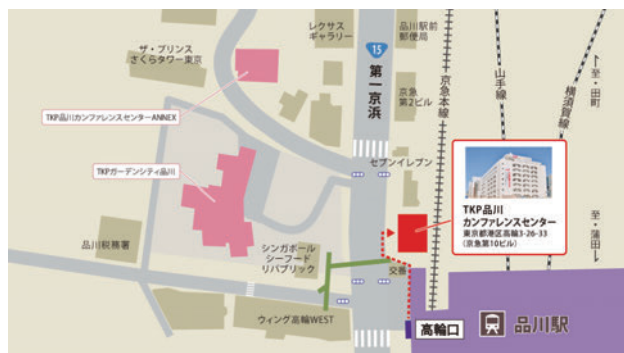 レクサス
ギャラリー
品川駅前
郵便局
ザ・プリンス
さくらタワー東京
15
第一京浜
京急
第2ビル
京急本線
山手線
横須賀線
至・田町
TKP品川カンファレンスセンターANNEX
TKPガーデンシティ品川
セブンイレブン
TKP品川
カンファレンスセンター
東京都港区高輪3-26-33
(京急第10ビル)
至・蒲田
品川税務署
シンガポール
シーフード
リパブリック
交番
ウィング高輪WEST
高輪口
品川駅